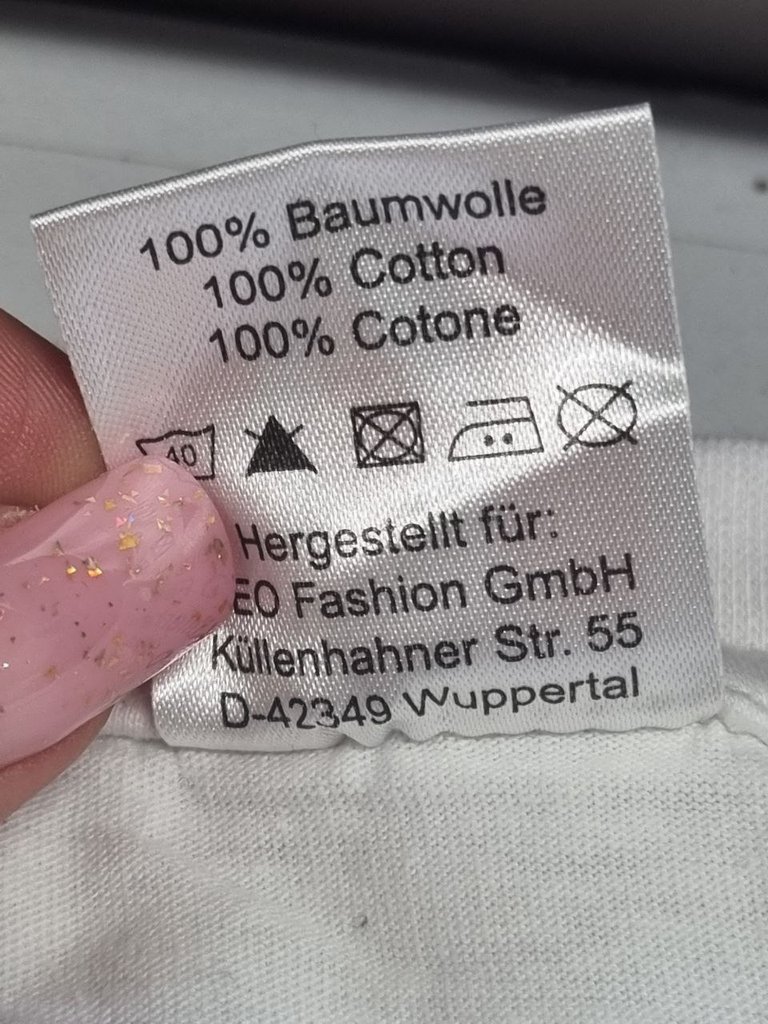 100% Baumwolle
100% Cotton
100% Cotone
40
Hergestellt für:
Fashion GmbH
Küllenhahner Str. 55
D-42349 Wuppertal